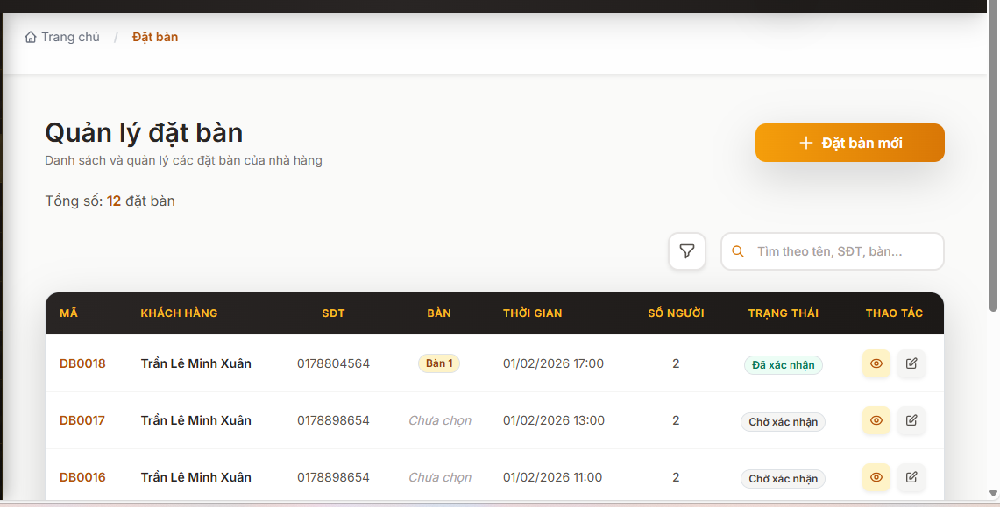 Trang chủ / Đặt bàn
Quản lý đặt bàn
Danh sách và quản lý các đặt bàn của nhà hàng
+ Đặt bàn mới
Tổng số: 12 đặt bàn
Tìm theo tên, SĐT, bàn...
MÃ KHÁCH HÀNG SĐT BÀN THỜI GIAN SỐ NGƯỜI TRẠNG THÁI THAO TÁC
DB0018 Trần Lê Minh Xuân 0178804564 Bàn 1 01/02/2026 17:00 2 Đã xác nhận
DB0017 Trần Lê Minh Xuân 0178898654 Chưa chọn 01/02/2026 13:00 2 Chờ xác nhận
DB0016 Trần Lê Minh Xuân 0178898654 Chưa chọn 01/02/2026 11:00 2 Chờ xác nhận